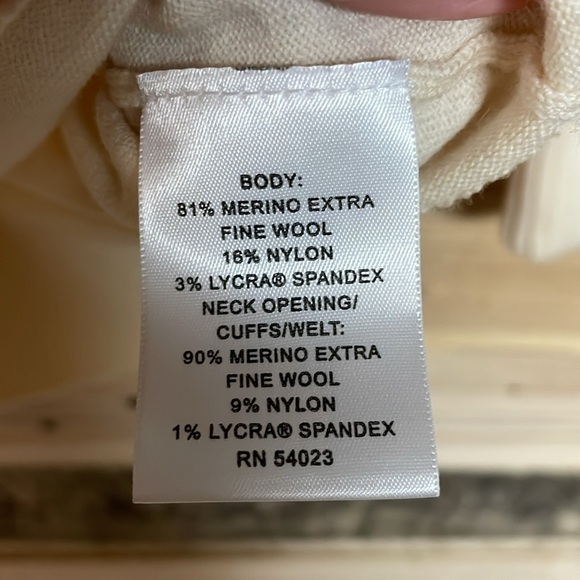 BODY:
81% MERINO EXTRA
FINE WOOL
16% NYLON
3% LYCRA® SPANDEX
NECK OPENING/
CUFFS/WELT:
90% MERINO EXTRA
FINE WOOL
9% NYLON
1% LYCRA® SPANDEX
RN 54023